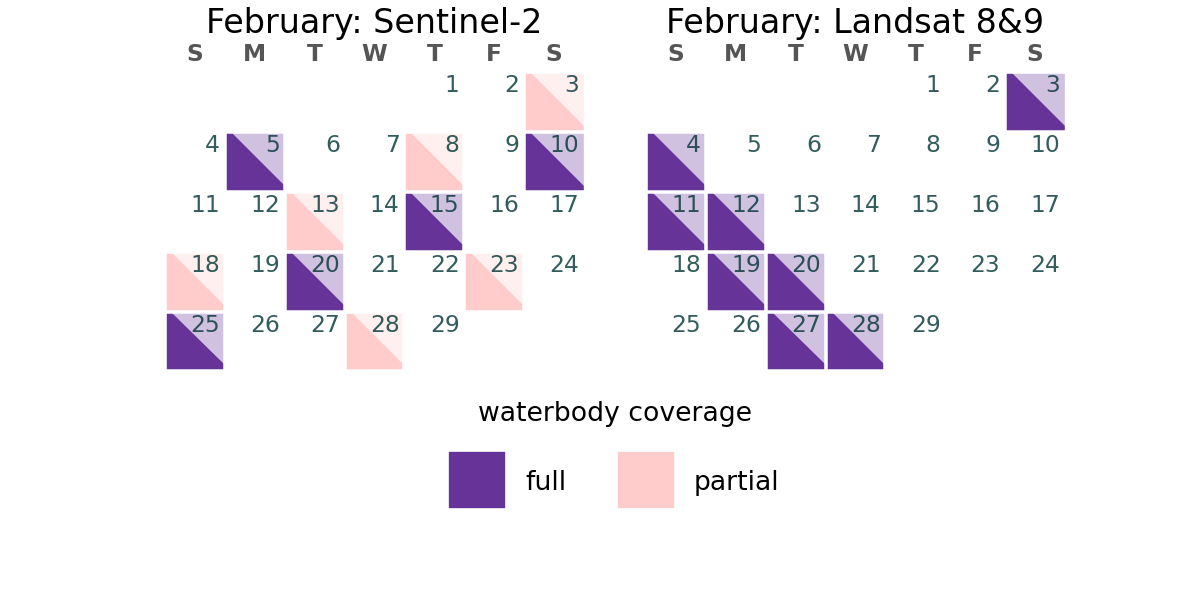 February: Sentinel-2
S M T W T F S
1 2 3
4 5 6 7 8 9 10
11 12 13 14 15 16 17
18 19 20 21 22 23 24
25 26 27 28 29
February: Landsat 8&9
S M T W T F S
1 2 3
4 5 6 7 8 9 10
11 12 13 14 15 16 17
18 19 20 21 22 23 24
25 26 27 28 29
waterbody coverage
full
partial